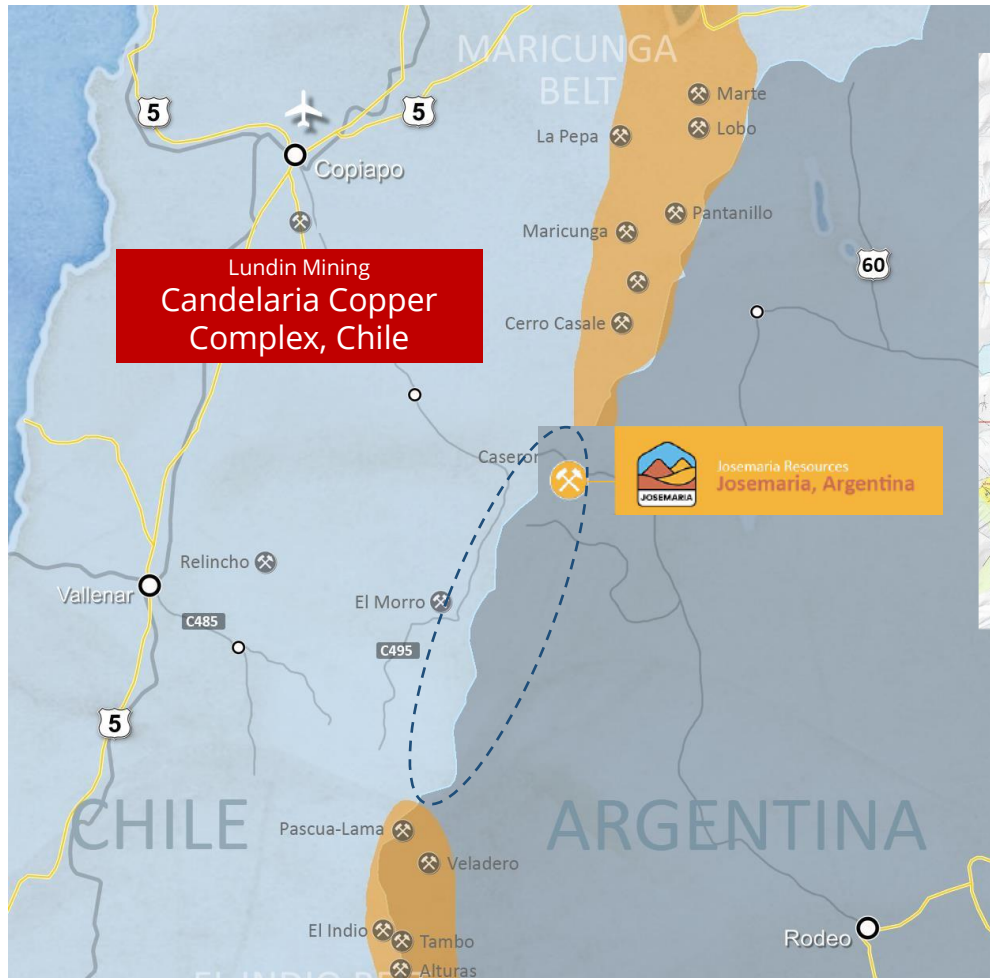 MARICUNGA
BELT
Marte
5
5
La Pepa
Lobo
Copiapo
Pantanillo
Maricunga
60
Lundin Mining
Candelaria Copper
Complex, Chile
Cerro Casale
Caseron
JOSEMARIA
Josemaria Resources
Josemaria, Argentina
Relincho
Vallenar
El Morro
C485
C495
5
CHILE
ARGENTINA
Pascua-Lama
Veladero
El Indio
Tambo
Rodeo
Alturas